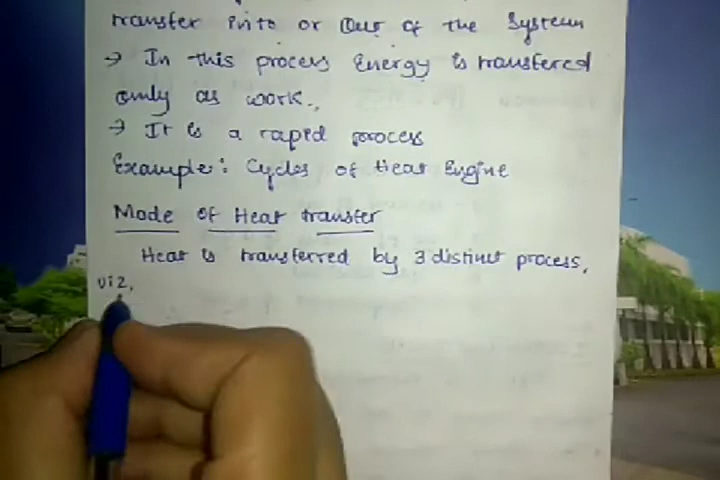 transfer into or Out of the System
→ In this process Energy is transfered
only as work.,
→ It is a rapid process
Example: Cycles of Heat Engine
Mode of Heat transfer
Heat is transferred by 3 distinct process,
viz,